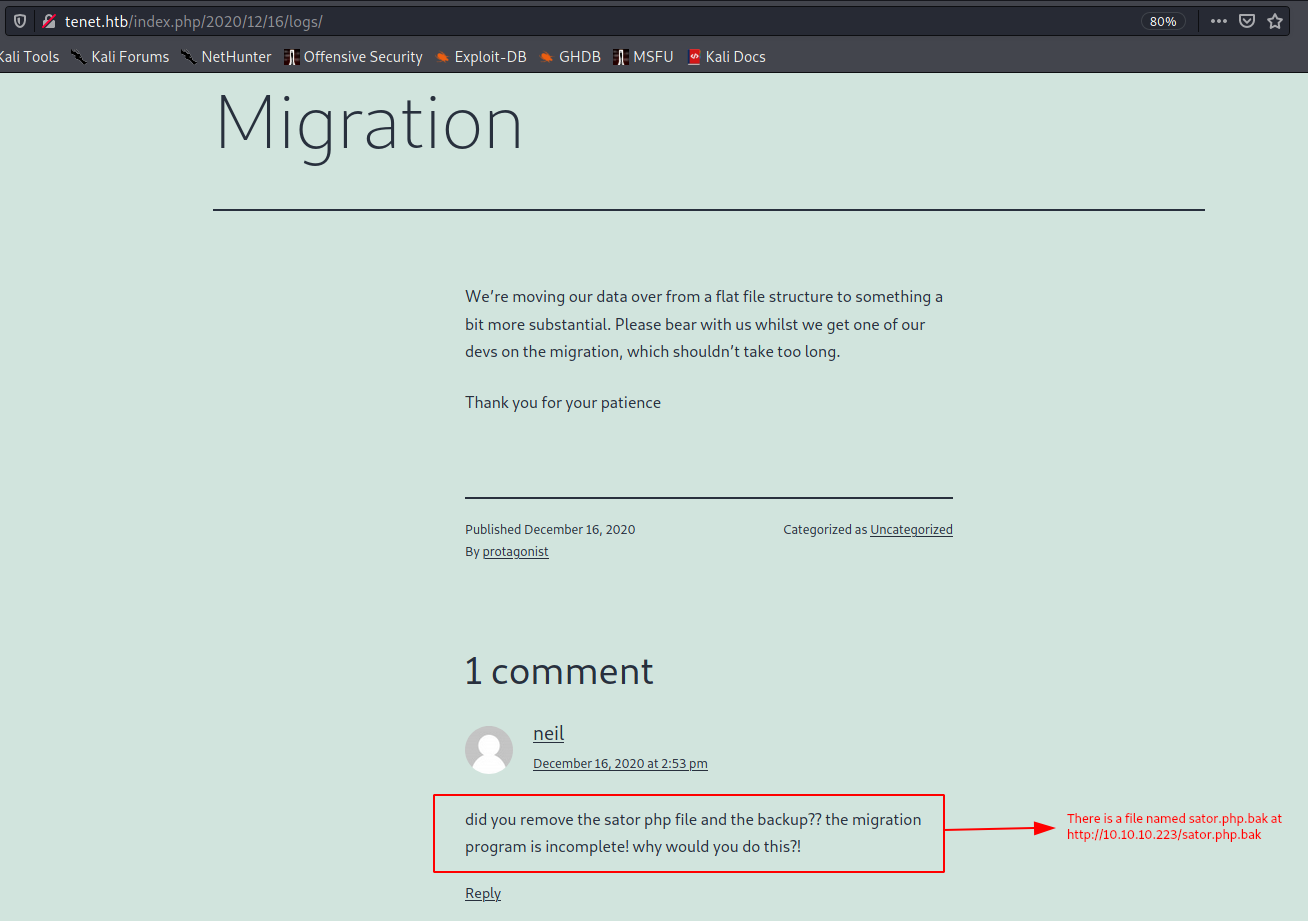 tenet.htb/index.php/2020/12/16/logs/
80%
Kali Tools Kali Forums NetHunter Offensive Security Exploit-DB GHDB MSFU Kali Docs
Migration
We’re moving our data over from a flat file structure to something a
bit more substantial. Please bear with us whilst we get one of our
devs on the migration, which shouldn’t take too long.
Thank you for your patience
Published December 16, 2020
Categorized as Uncategorized
By protagonist
1 comment
neil
December 16, 2020 at 2:53 pm
did you remove the sator php file and the backup?? the migration
program is incomplete! why would you do this?!
There is a file named sator.php.bak at
http://10.10.10.223/sator.php.bak
Reply